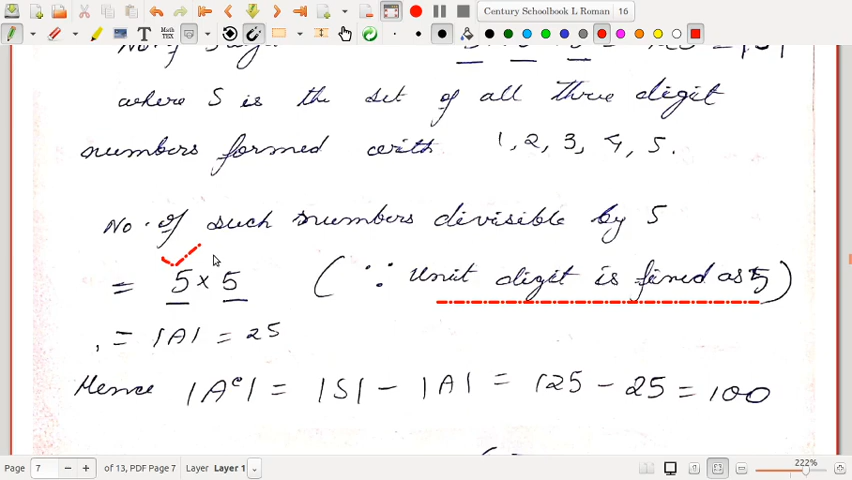 Century Schoolbook L Roman 16
where S is the set of all three digit
numbers formed with 1, 2, 3, 4, 5.
No. of such numbers divisible by 5
= 5 × 5 ( ∵ Unit digit is fixed as 5 )
= |A| = 25
Hence |Aᶜ| = |S| - |A| = 125 - 25 = 100
Page 7 of 13, PDF Page 7 Layer Layer 1 222%